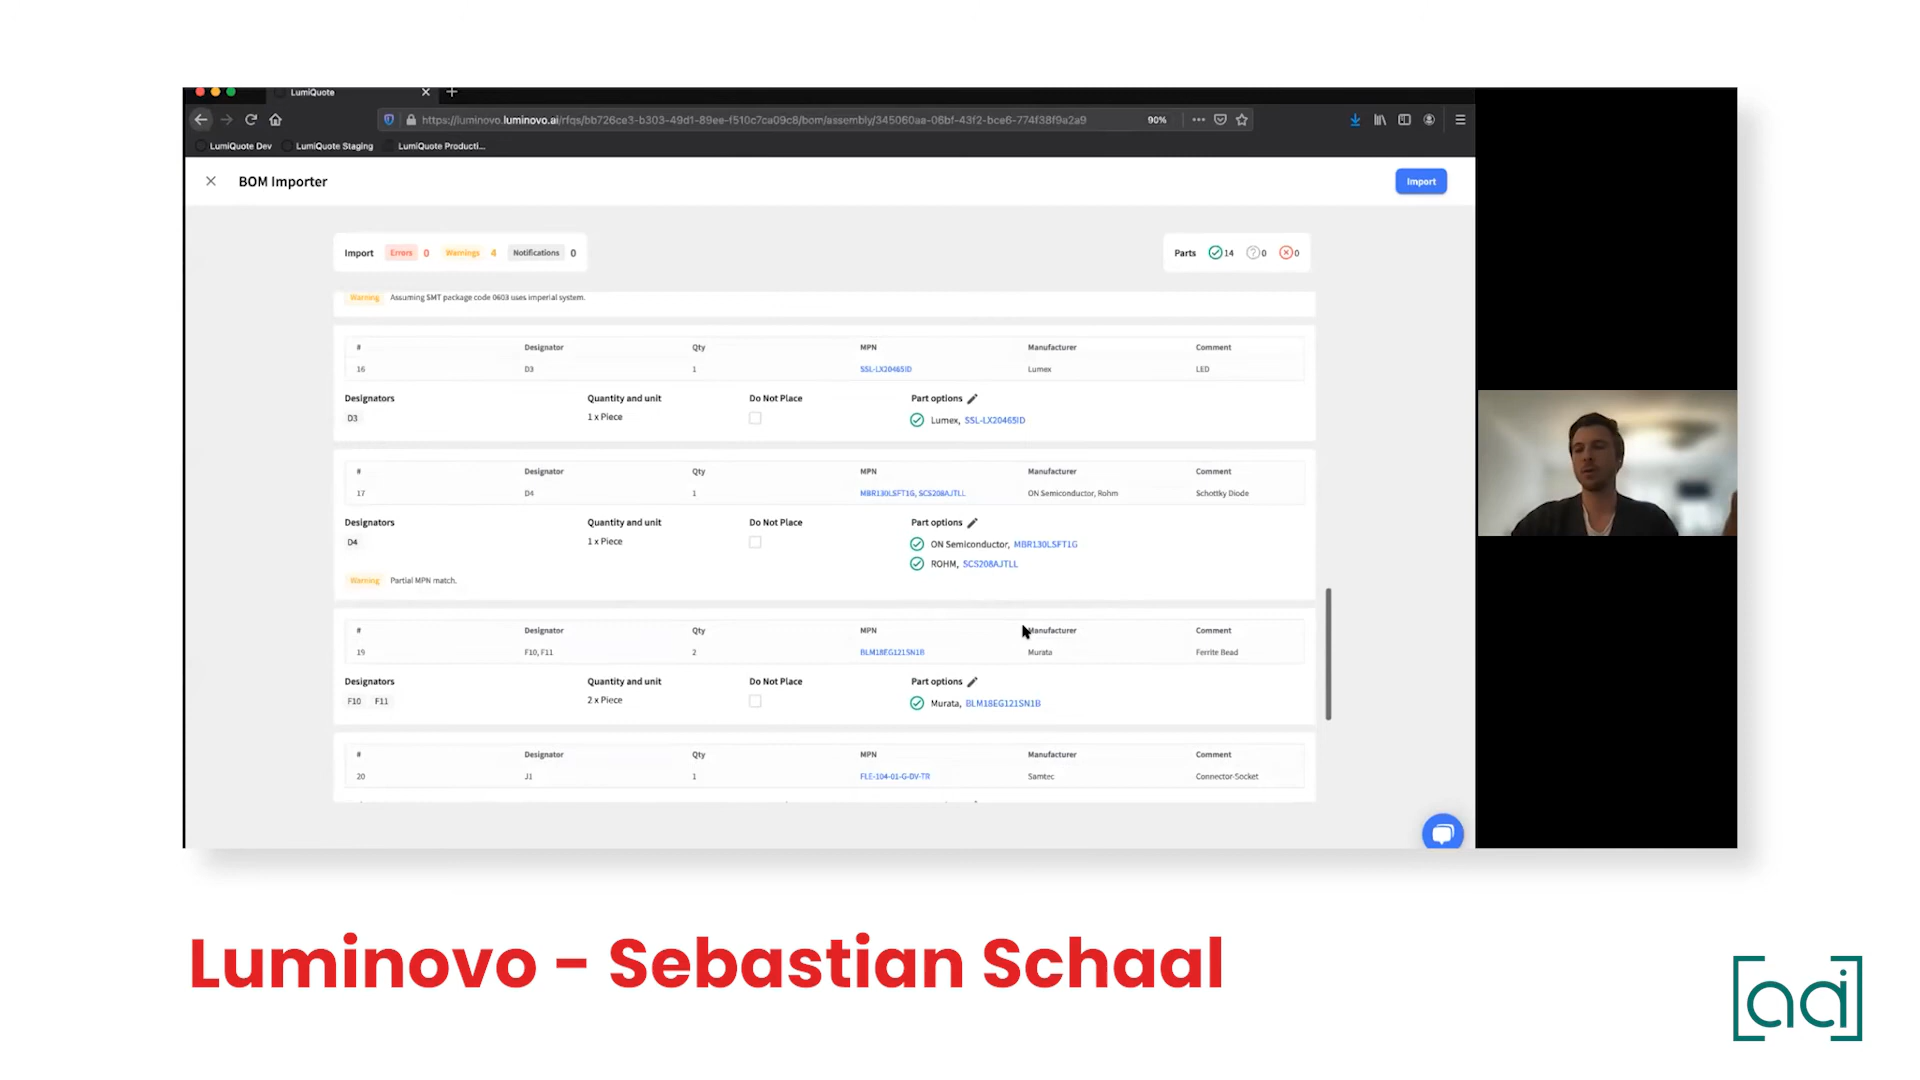 LumiQuote
https://luminovo.luminovo.ai/rfqs/bb726ce3-b303-49d1-89ee-f510c7ca09c8/bom/assembly/345060aa-06bf-43f2-bce6-774f38f9a2a9 90%
LumiQuote Dev LumiQuote Staging LumiQuote Producti...
BOM Importer Import
Import Errors 0 Warnings 4 Notifications 0 Parts 14 0 0
Warning Assuming SMT package code 0603 uses imperial system.
# Designator Qty MPN Manufacturer Comment
16 D3 1 SSL-LX20465ID Lumex LED
Designators Quantity and unit Do Not Place Part options
D3 1 x Piece Lumex, SSL-LX20465ID
# Designator Qty MPN Manufacturer Comment
17 D4 1 MBR130LSFT1G, SCS208AJTLL ON Semiconductor, Rohm Schottky Diode
Designators Quantity and unit Do Not Place Part options
D4 1 x Piece ON Semiconductor, MBR130LSFT1G
ROHM, SCS208AJTLL
Warning Partial MPN match.
# Designator Qty MPN Manufacturer Comment
19 F10, F11 2 BLM18EG121SN1B Murata Ferrite Bead
Designators Quantity and unit Do Not Place Part options
F10 F11 2 x Piece Murata, BLM18EG121SN1B
# Designator Qty MPN Manufacturer Comment
20 J1 1 FLE-104-01-G-DV-TR Samtec Connector-Socket
Luminovo - Sebastian Schaal
[adi]